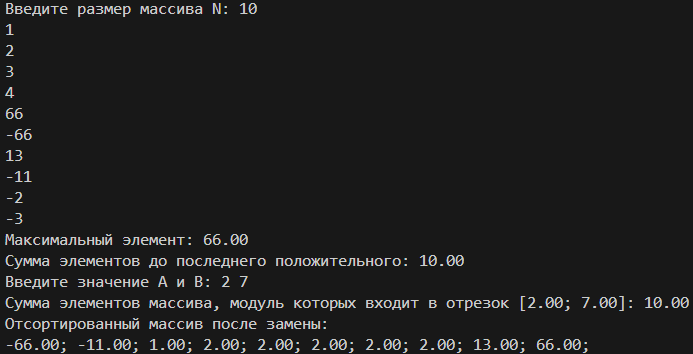 Введите размер массива N: 10
1
2
3
4
66
-66
13
-11
-2
-3
Максимальный элемент: 66.00
Сумма элементов до последнего положительного: 10.00
Введите значение A и B: 2 7
Сумма элементов массива, модуль которых входит в отрезок [2.00; 7.00]: 10.00
Отсортированный массив после замены:
-66.00; -11.00; 1.00; 2.00; 2.00; 2.00; 2.00; 2.00; 13.00; 66.00;